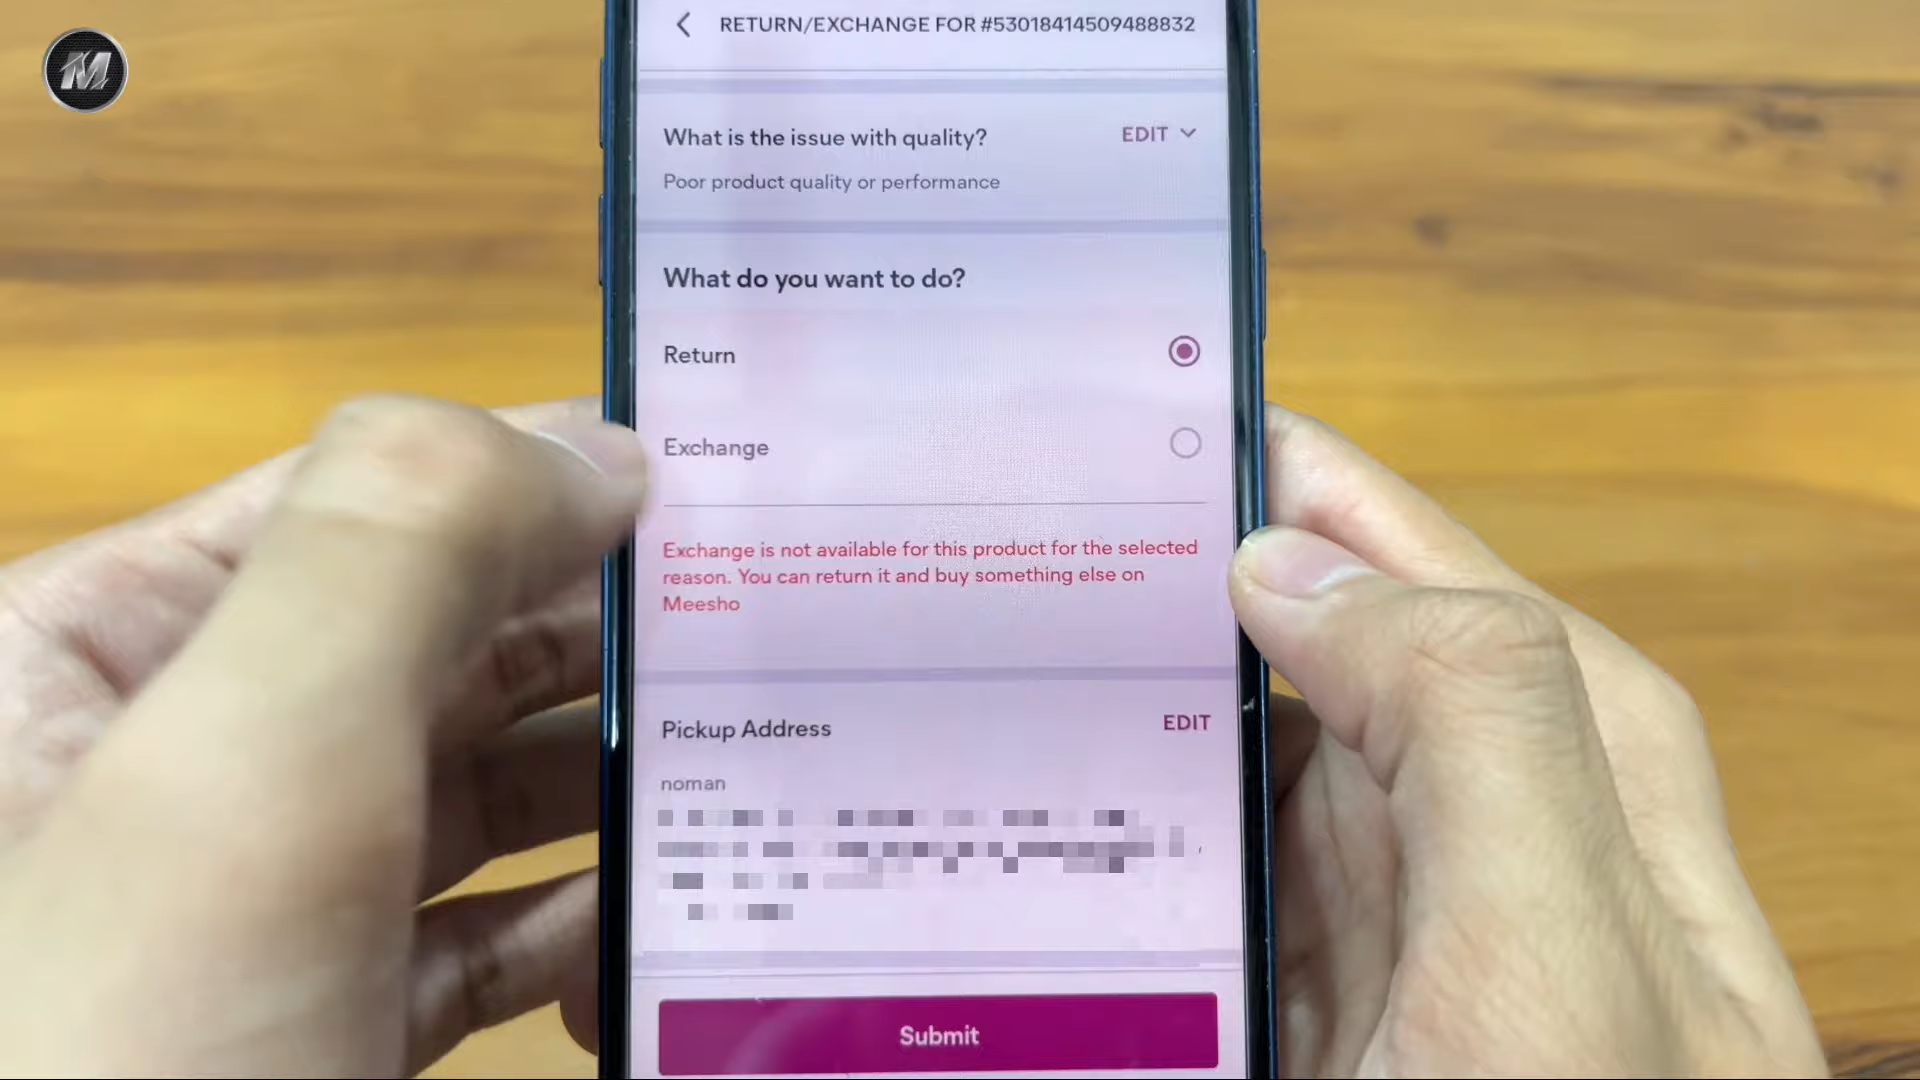 M
RETURN/EXCHANGE FOR #53018414509488832
What is the issue with quality?
EDIT
Poor product quality or performance
What do you want to do?
Return
Exchange
Exchange is not available for this product for the selected
reason. You can return it and buy something else on
Meesho
Pickup Address
EDIT
noman
Submit